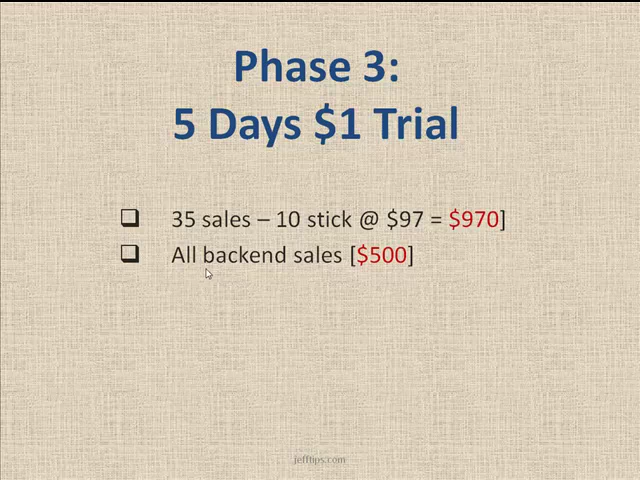 Phase 3:
5 Days $1 Trial
35 sales – 10 stick @ $97 = $970]
All backend sales [$500]
jefftips.com